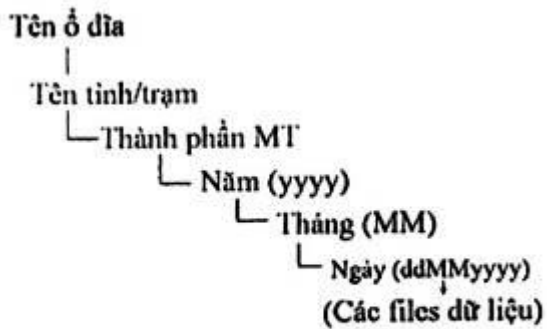 Tên ổ đĩa
Tên tỉnh/trạm
Thành phần MT
Năm (yyyy)
Tháng (MM)
Ngày (ddMMyyyy)
(Các files dữ liệu)